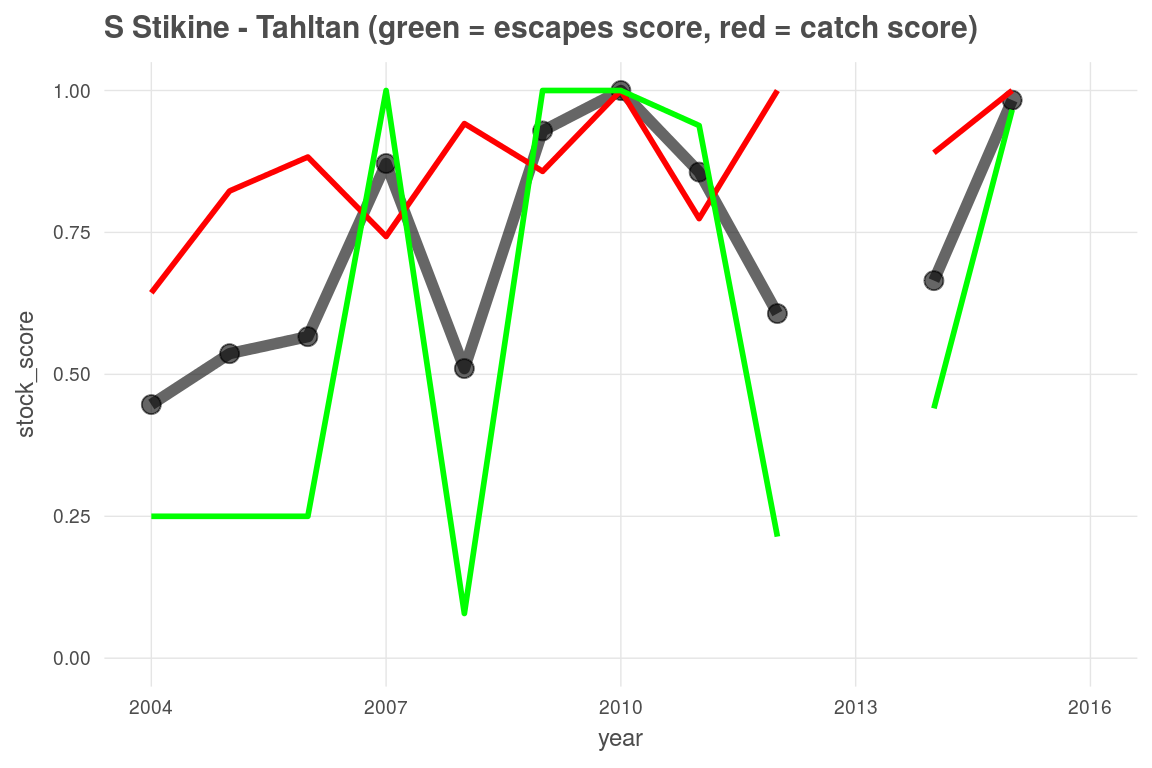 S Stikine - Tahltan (green = escapes score, red = catch score)
1.00
0.75
0.50
0.25
0.00
stock_score
2004 2007 2010 2013 2016
year